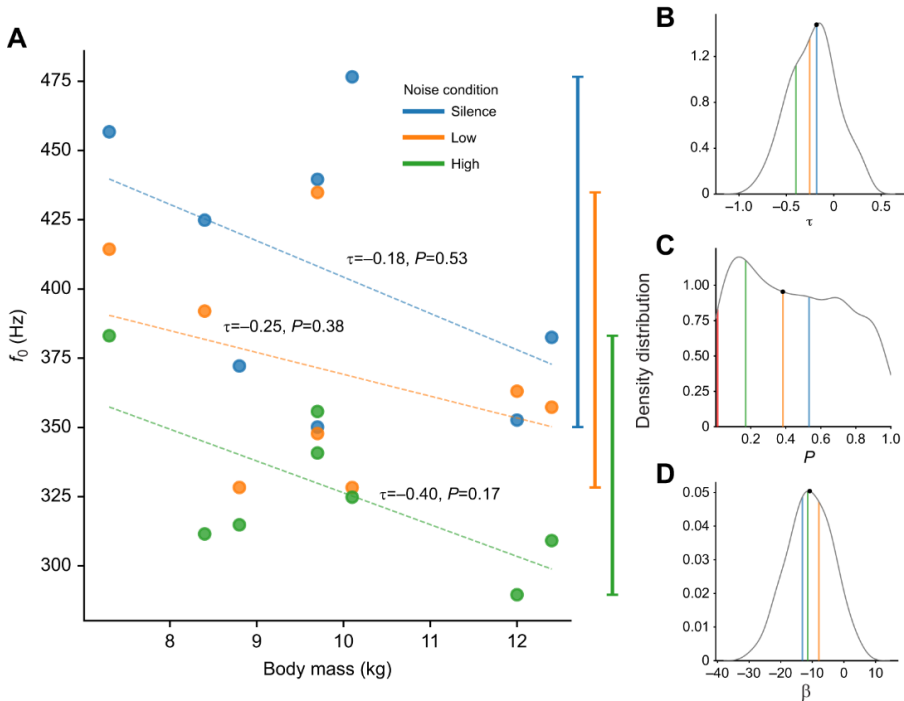 A
475
450
425
400
375
350
325
300
f0 (Hz)
8
9
10
11
12
Body mass (kg)
Noise condition
Silence
Low
High
τ=–0.18, P=0.53
τ=–0.25, P=0.38
τ=–0.40, P=0.17
B
1.2
0.8
0.4
0
–1.0
–0.5
0
0.5
τ
C
1.00
0.75
0.50
0.25
0
0.2
0.4
0.6
0.8
1.0
P
Density distribution
D
0.05
0.04
0.03
0.02
0.01
0
–40
–30
–20
–10
0
10
β